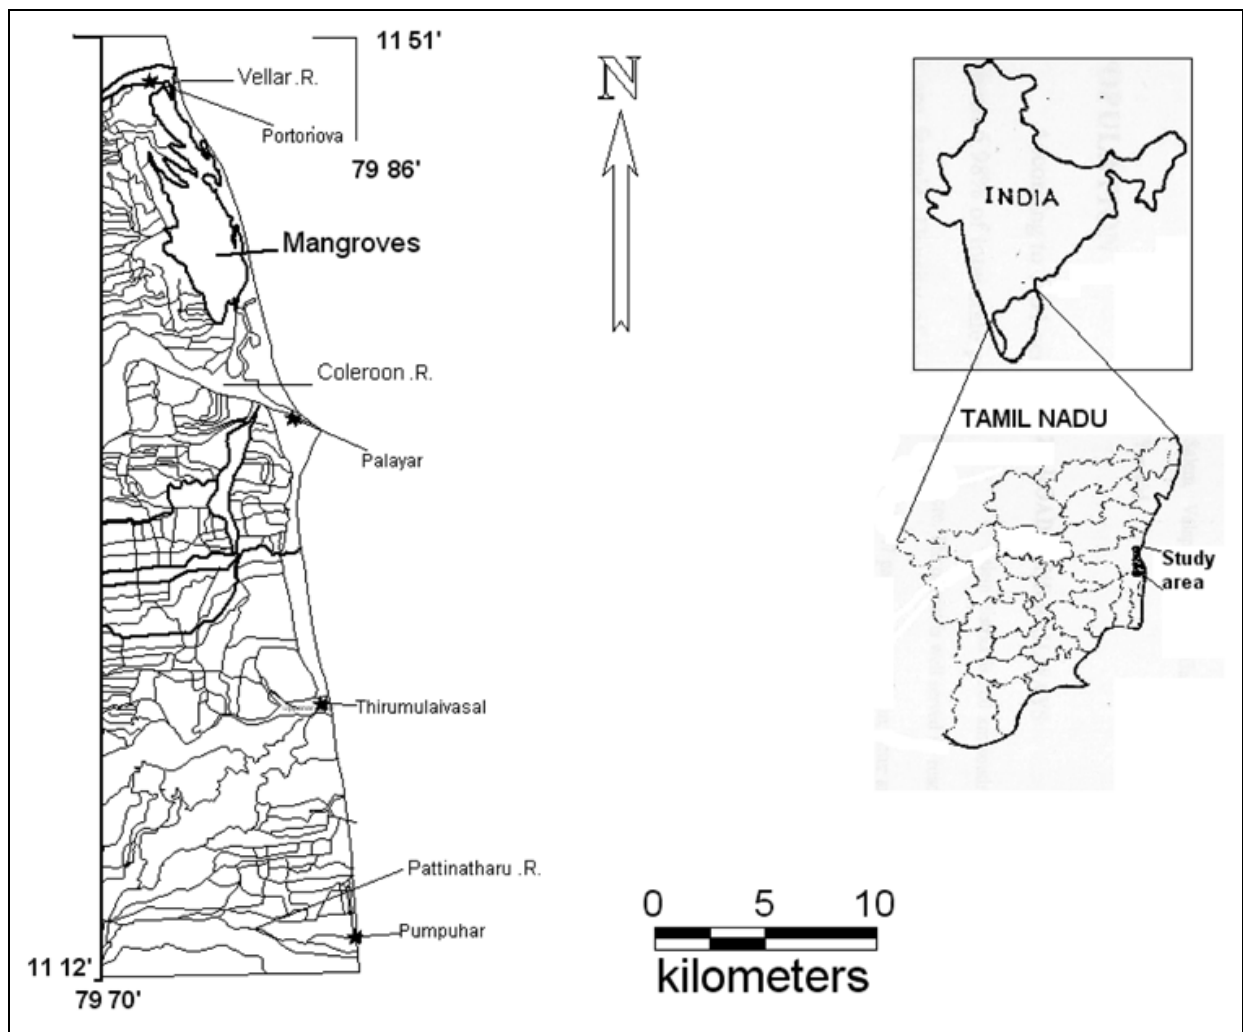 11 51'
Vellar .R.
Portonova
79 86'
N
Mangroves
INDIA
Coleroon .R.
TAMIL NADU
Palayar
Study
area
Thirumulaivasal
Pattinatharu .R.
0 5 10
Pumpuhar
kilometers
11 12'
79 70'